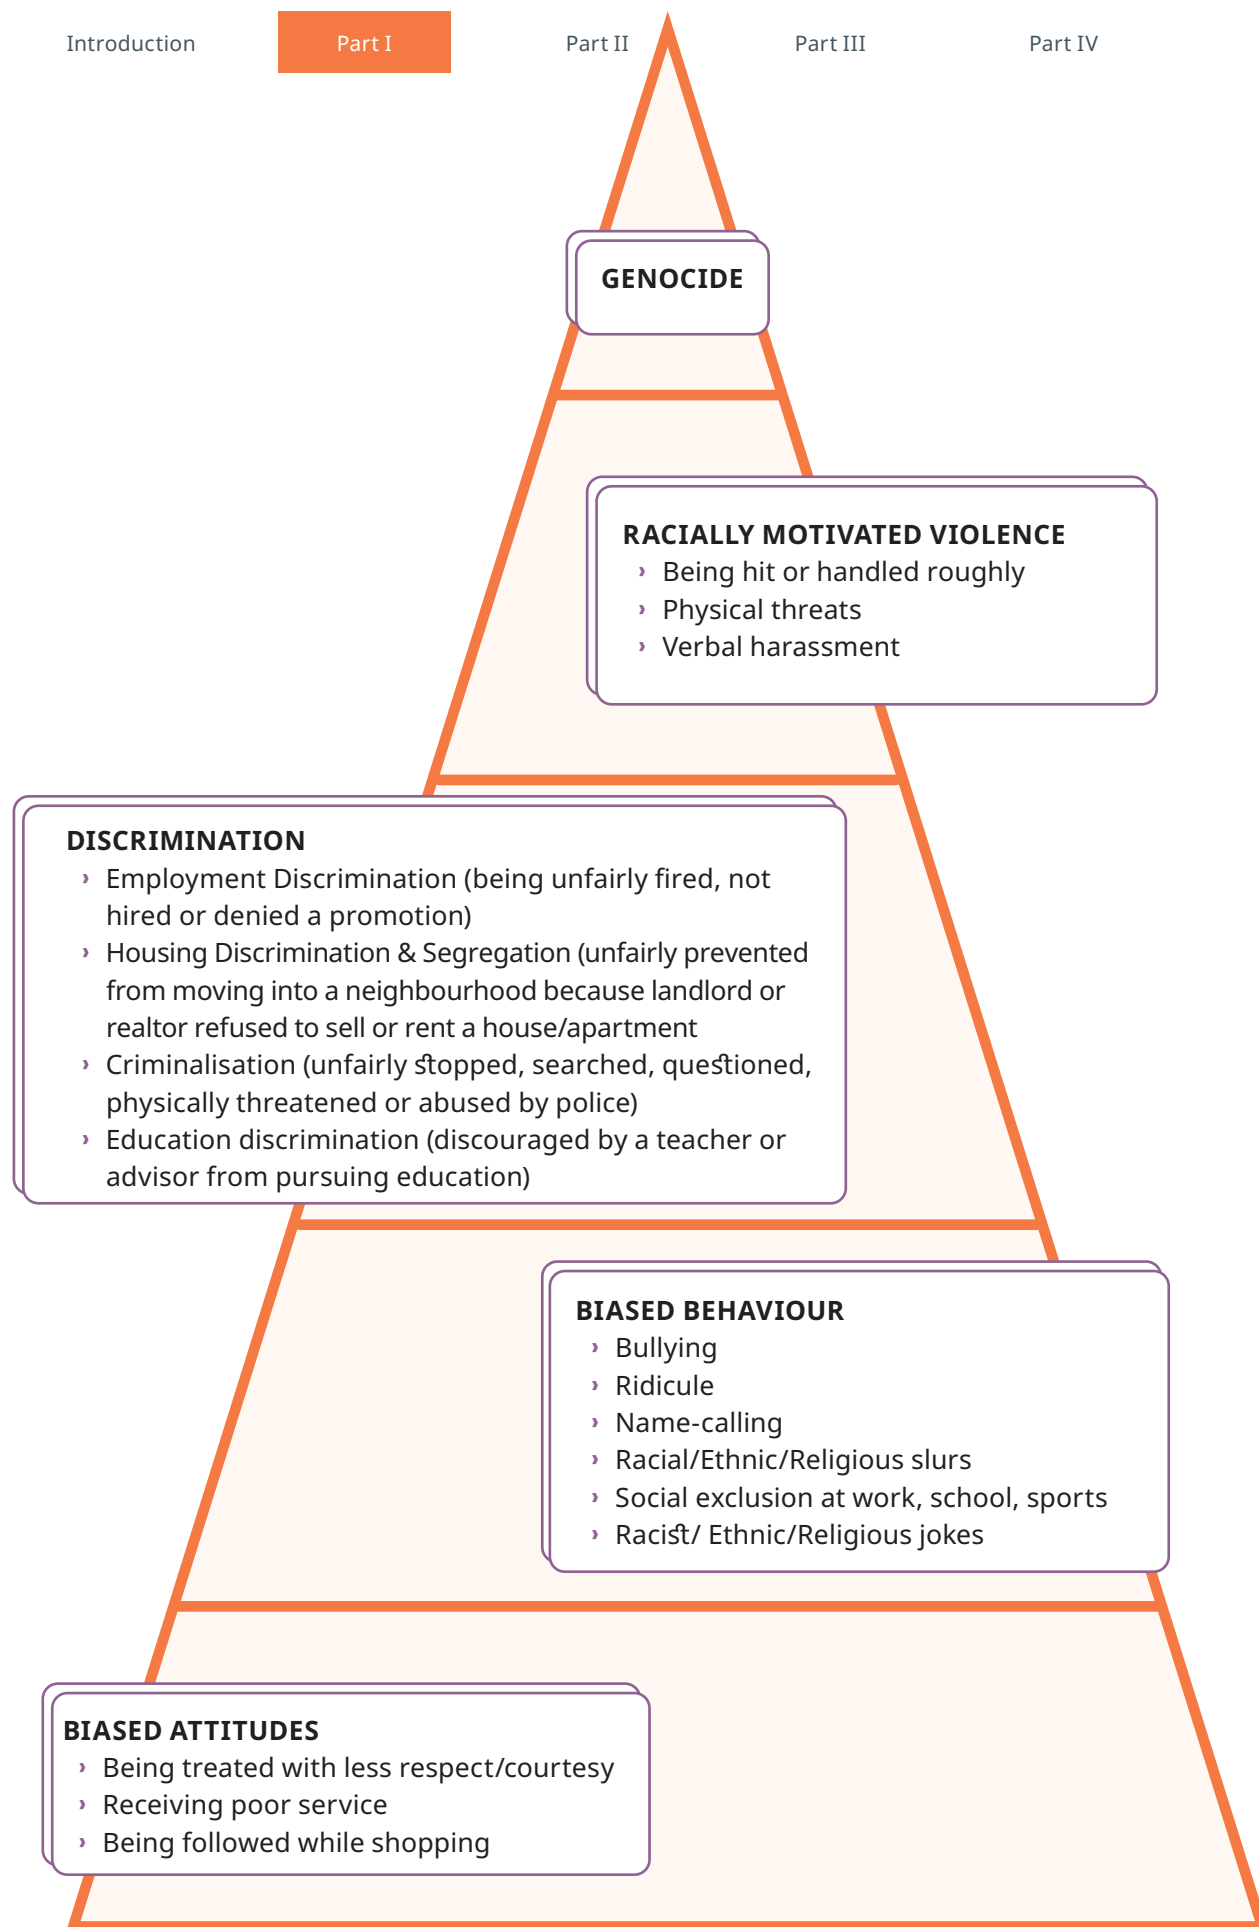 Introduction Part I Part II Part III Part IV
GENOCIDE
RACIALLY MOTIVATED VIOLENCE
› Being hit or handled roughly
› Physical threats
› Verbal harassment
DISCRIMINATION
› Employment Discrimination (being unfairly fired, not
hired or denied a promotion)
› Housing Discrimination & Segregation (unfairly prevented
from moving into a neighbourhood because landlord or
realtor refused to sell or rent a house/apartment
› Criminalisation (unfairly stopped, searched, questioned,
physically threatened or abused by police)
› Education discrimination (discouraged by a teacher or
advisor from pursuing education)
BIASED BEHAVIOUR
› Bullying
› Ridicule
› Name-calling
› Racial/Ethnic/Religious slurs
› Social exclusion at work, school, sports
› Racist/ Ethnic/Religious jokes
BIASED ATTITUDES
› Being treated with less respect/courtesy
› Receiving poor service
› Being followed while shopping